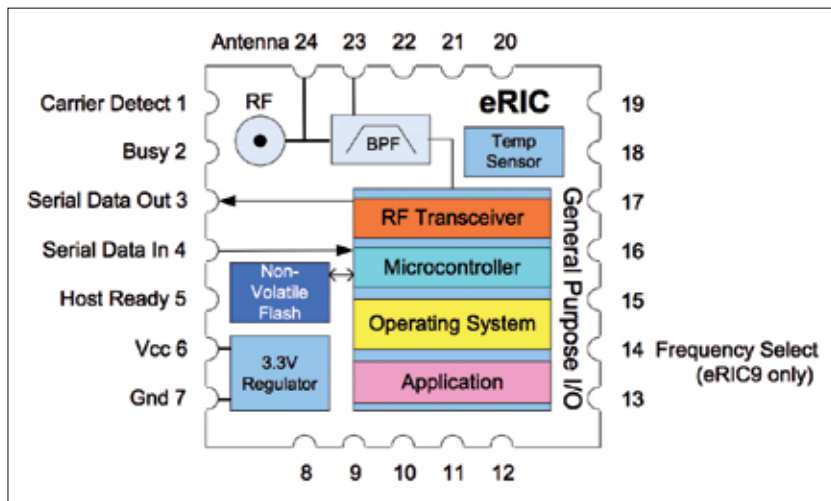 Antenna 24 23 22 21 20
Carrier Detect 1
RF
eRIC
19
BPF
Temp
Sensor
Busy 2
18
Serial Data Out 3
17
RF Transceiver
Serial Data In 4
16
Microcontroller
Non-
Volatile
Flash
Host Ready 5
15
Operating System
General Purpose I/O
Vcc 6
3.3V
Regulator
14 Frequency Select
(eRIC9 only)
Application
Gnd 7
13
8 9 10 11 12